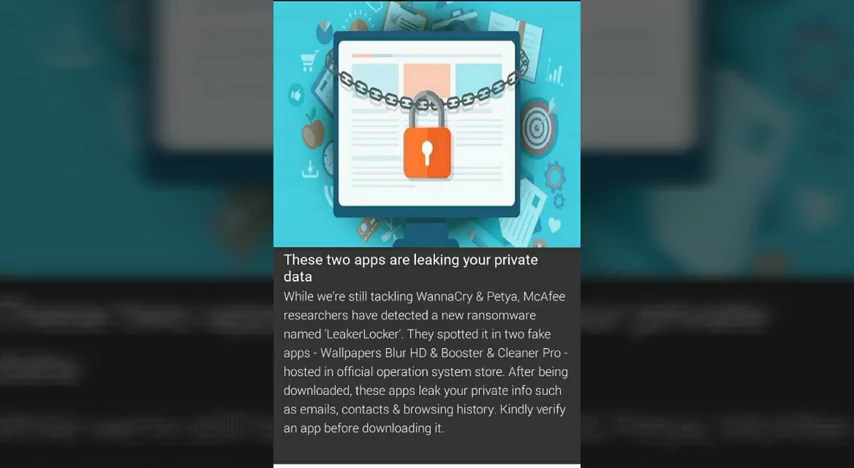 These two apps are leaking your private
data
While we're still tackling WannaCry & Petya, McAfee
researchers have detected a new ransomware
named 'LeakerLocker'. They spotted it in two fake
apps - Wallpapers Blur HD & Booster & Cleaner Pro -
hosted in official operation system store. After being
downloaded, these apps leak your private info such
as emails, contacts & browsing history. Kindly verify
an app before downloading it.